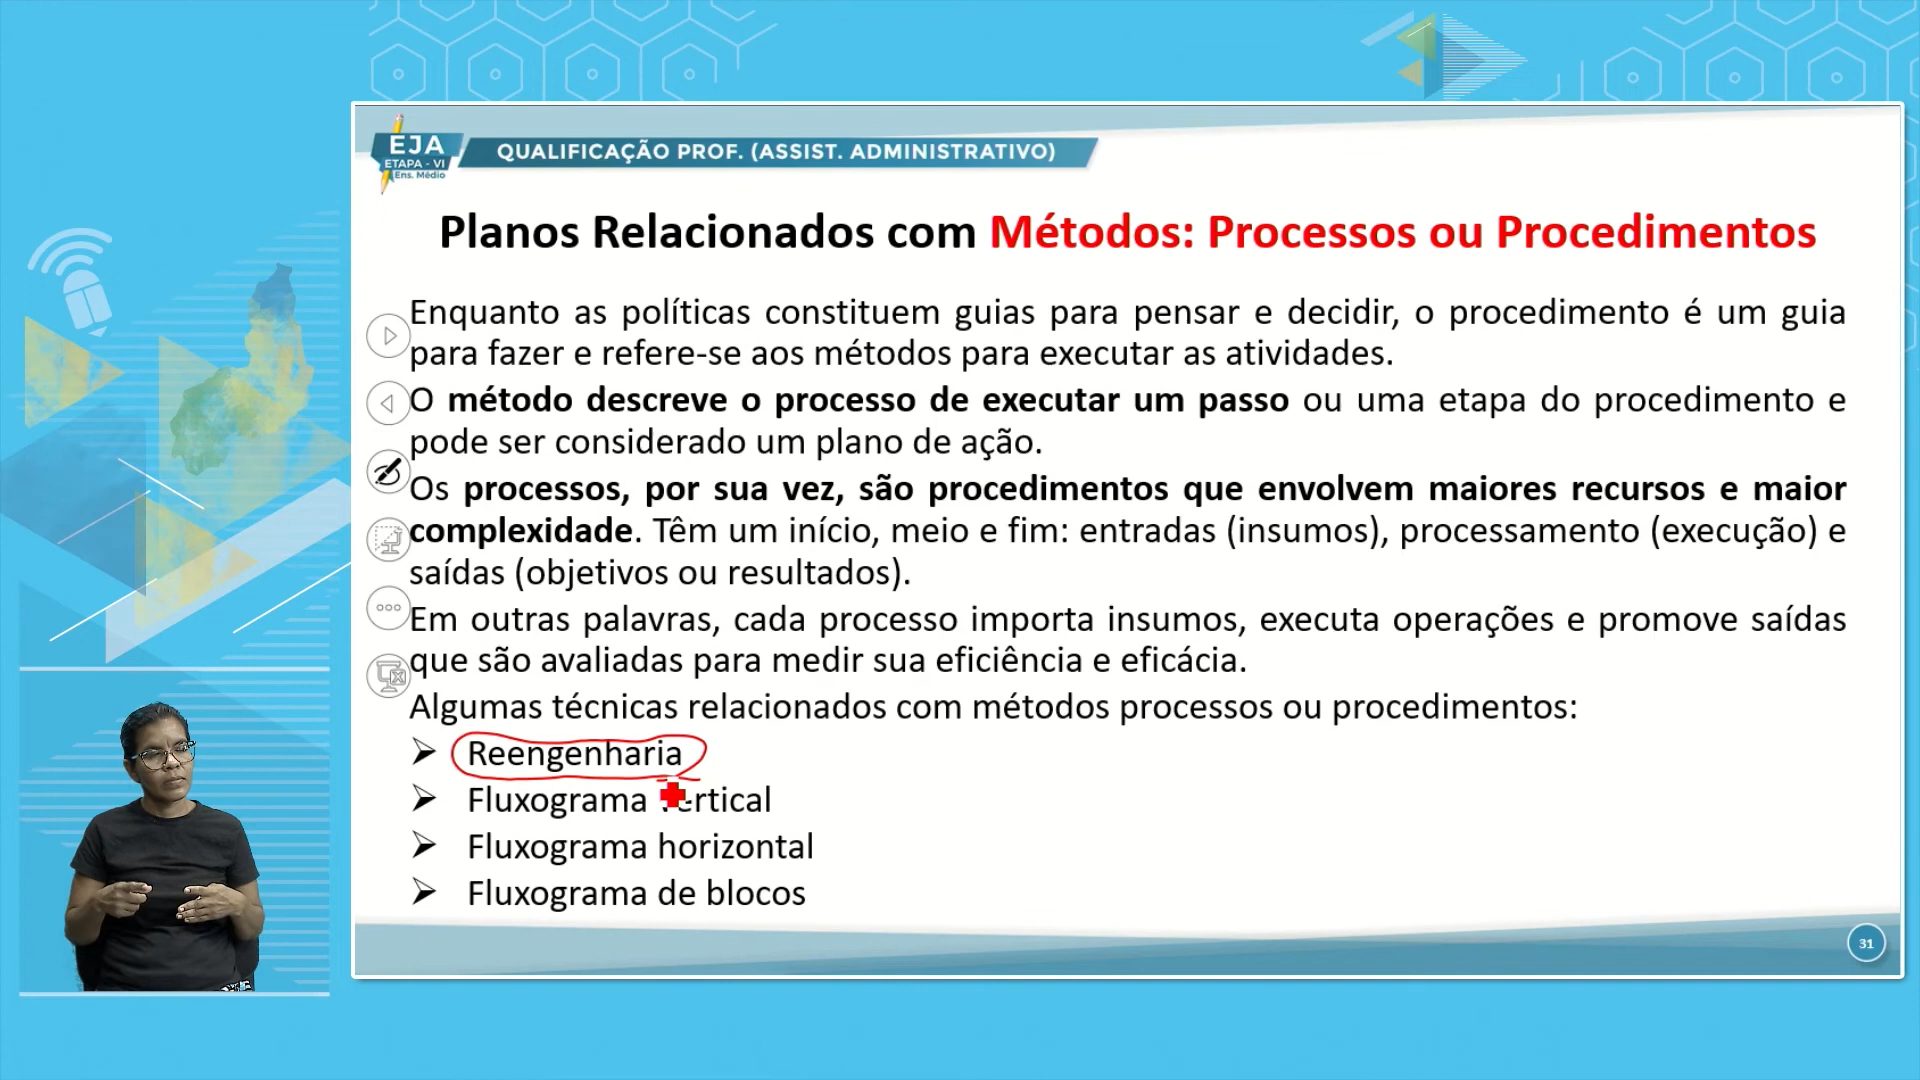 EJA
ETAPA - VI
Ens. Médio
QUALIFICAÇÃO PROF. (ASSIST. ADMINISTRATIVO)
Planos Relacionados com Métodos: Processos ou Procedimentos
Enquanto as políticas constituem guias para pensar e decidir, o procedimento é um guia
para fazer e refere-se aos métodos para executar as atividades.
O método descreve o processo de executar um passo ou uma etapa do procedimento e
pode ser considerado um plano de ação.
Os processos, por sua vez, são procedimentos que envolvem maiores recursos e maior
complexidade. Têm um início, meio e fim: entradas (insumos), processamento (execução) e
saídas (objetivos ou resultados).
Em outras palavras, cada processo importa insumos, executa operações e promove saídas
que são avaliadas para medir sua eficiência e eficácia.
Algumas técnicas relacionados com métodos processos ou procedimentos:
Reengenharia
Fluxograma vertical
Fluxograma horizontal
Fluxograma de blocos
31